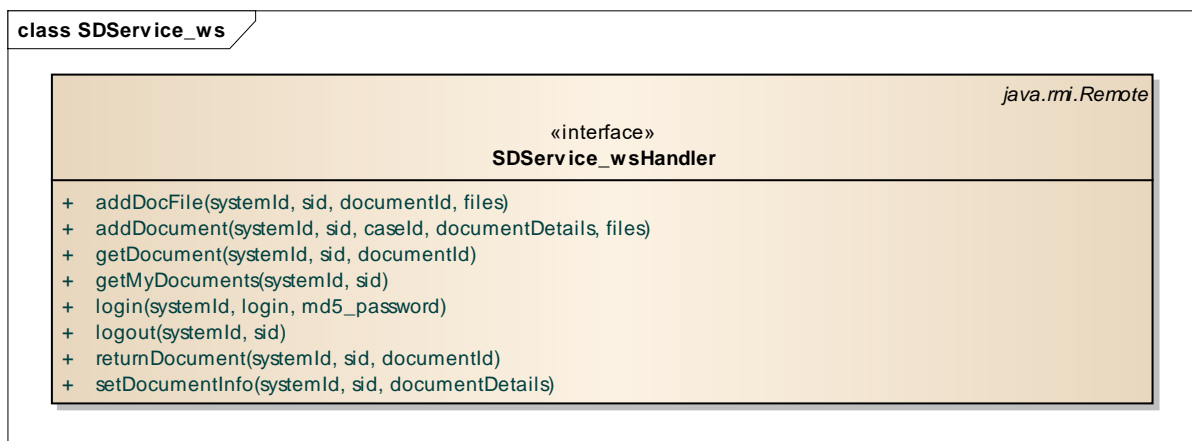 class SDService_ws
java.rmi.Remote
«interface»
SDService_wsHandler
+ addDocFile(systemId, sid, documentId, files)
+ addDocument(systemId, sid, caseId, documentDetails, files)
+ getDocument(systemId, sid, documentId)
+ getMyDocuments(systemId, sid)
+ login(systemId, login, md5_password)
+ logout(systemId, sid)
+ returnDocument(systemId, sid, documentId)
+ setDocumentInfo(systemId, sid, documentDetails)